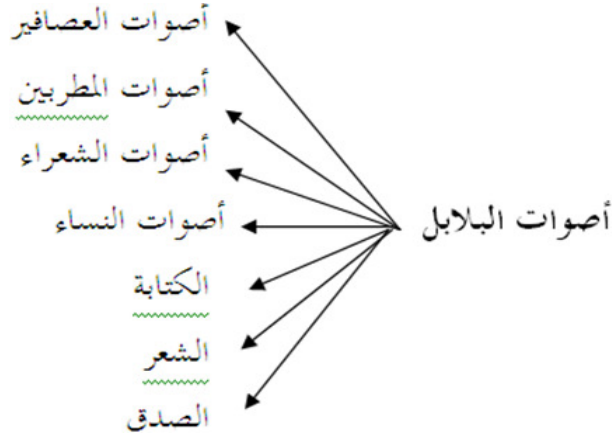 أصوات العصافير
أصوات المطربين
أصوات الشعراء
أصوات البلابل
أصوات النساء
الكتابة
الشعر
الصدق